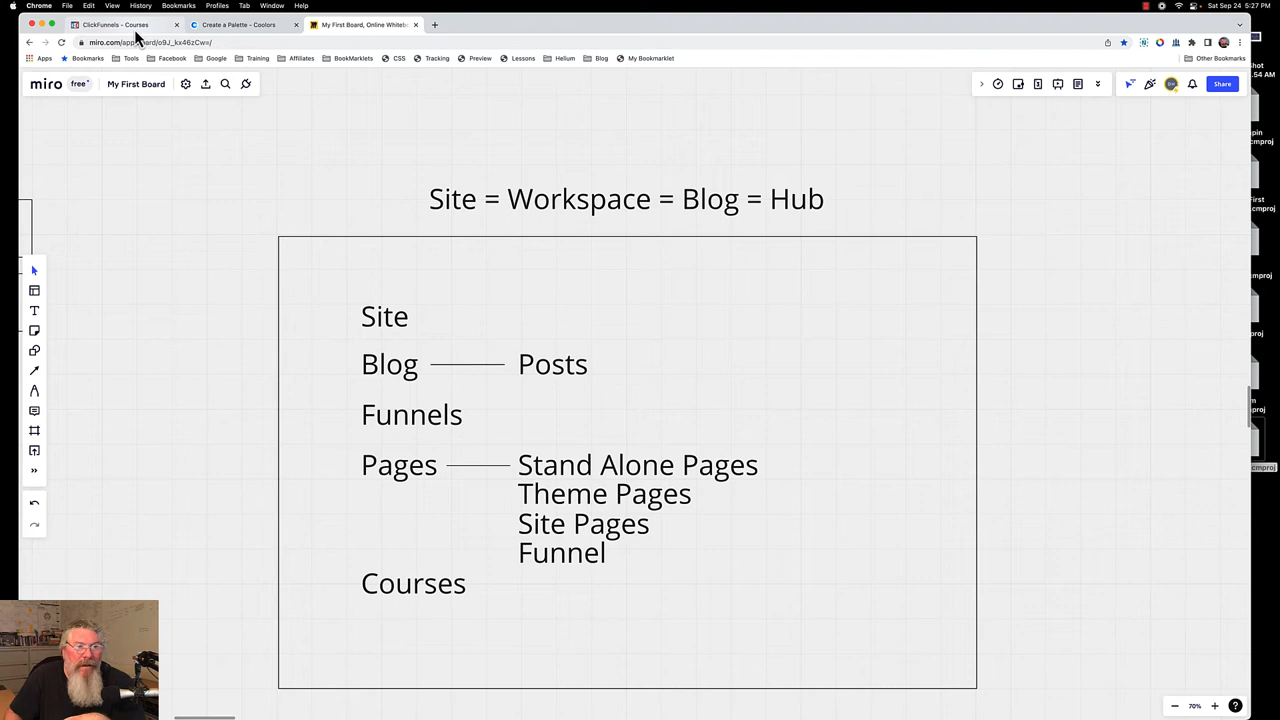 Chrome File Edit View History Bookmarks Profiles Tab Window Help
Sat Sep 24 5:27 PM
ClickFunnels - Courses
Create a Palette - Coolors
My First Board, Online Whitebo
Apps Bookmarks Tools Facebook Google Training Affiliates BookMarklets CSS Tracking Preview Lessons Helium Blog My Bookmarklet Other Bookmarks
miro free My First Board
Share
Site = Workspace = Blog = Hub
Site
Blog Posts
Funnels
Pages Stand Alone Pages
Theme Pages
Site Pages
Funnel
Courses
70%